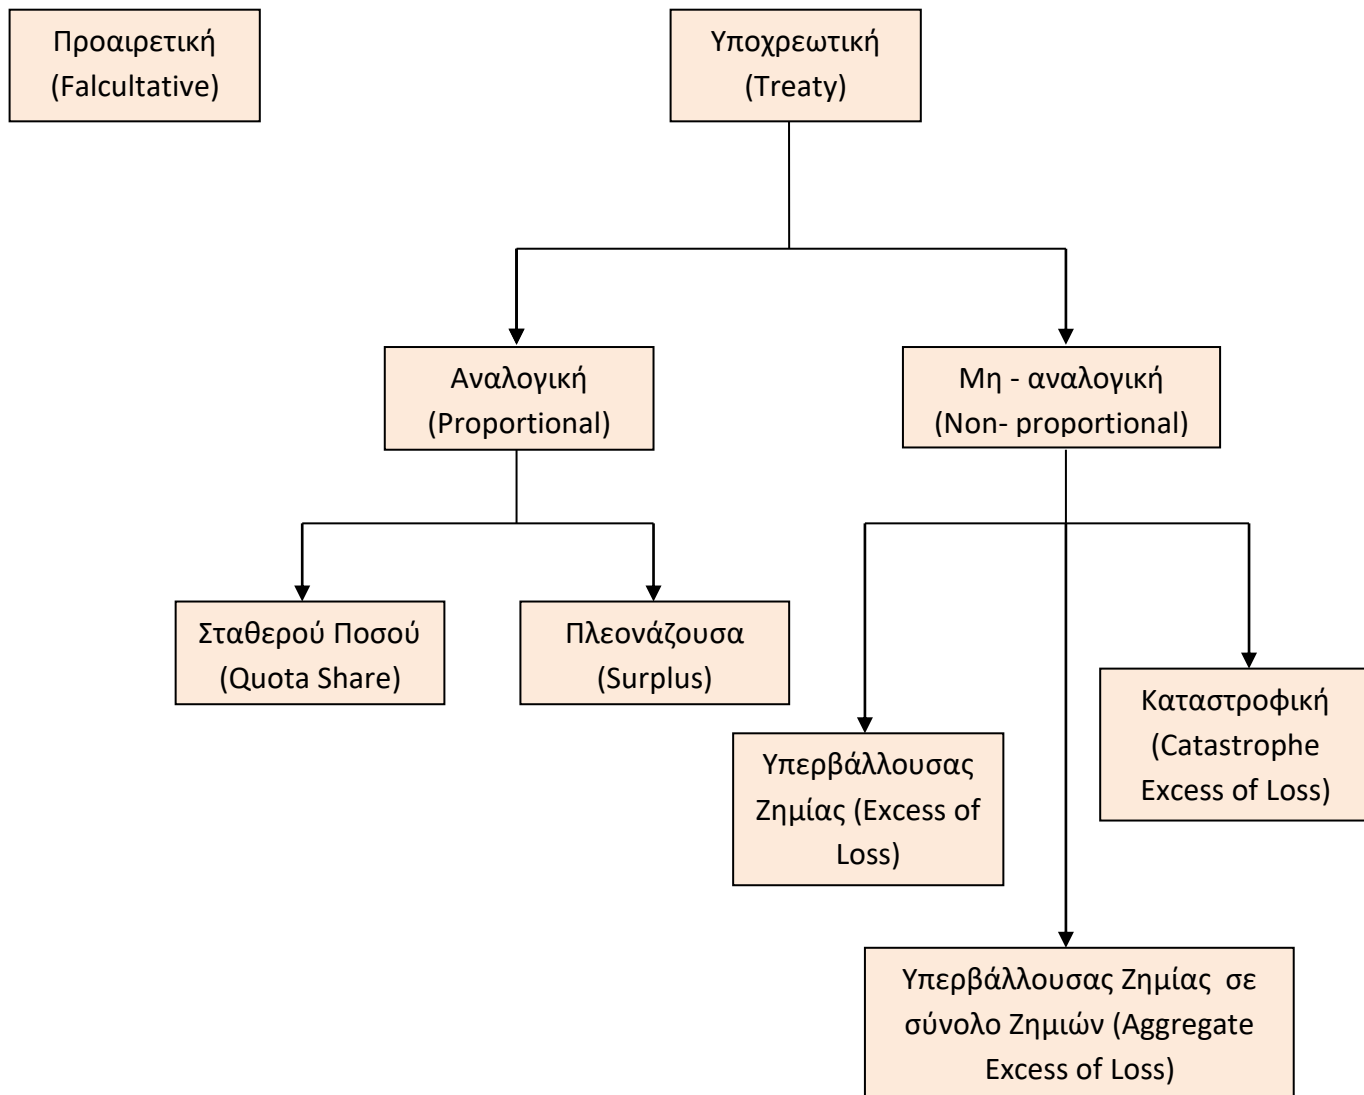 Προαιρετική
(Falcultative)
Υποχρεωτική
(Treaty)
Αναλογική
(Proportional)
Μη - αναλογική
(Non- proportional)
Σταθερού Ποσού
(Quota Share)
Πλεονάζουσα
(Surplus)
Υπερβάλλουσας
Ζημίας (Excess of
Loss)
Καταστροφική
(Catastrophe
Excess of Loss)
Υπερβάλλουσας Ζημίας  σε
σύνολο Ζημιών (Aggregate
Excess of Loss)